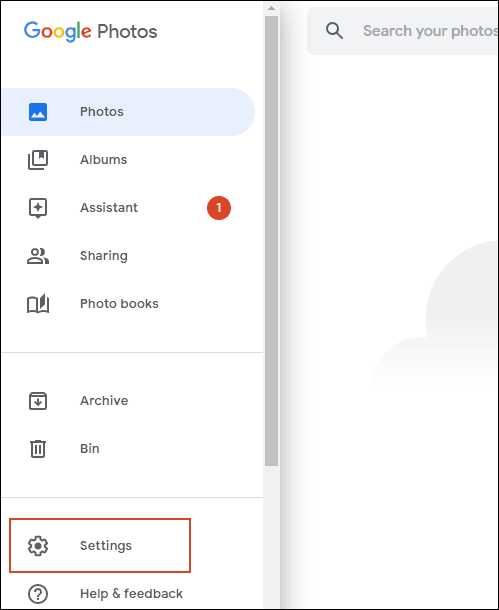 Google Photos
Search your photos
Photos
Albums
Assistant
1
Sharing
Photo books
Archive
Bin
Settings
Help & feedback